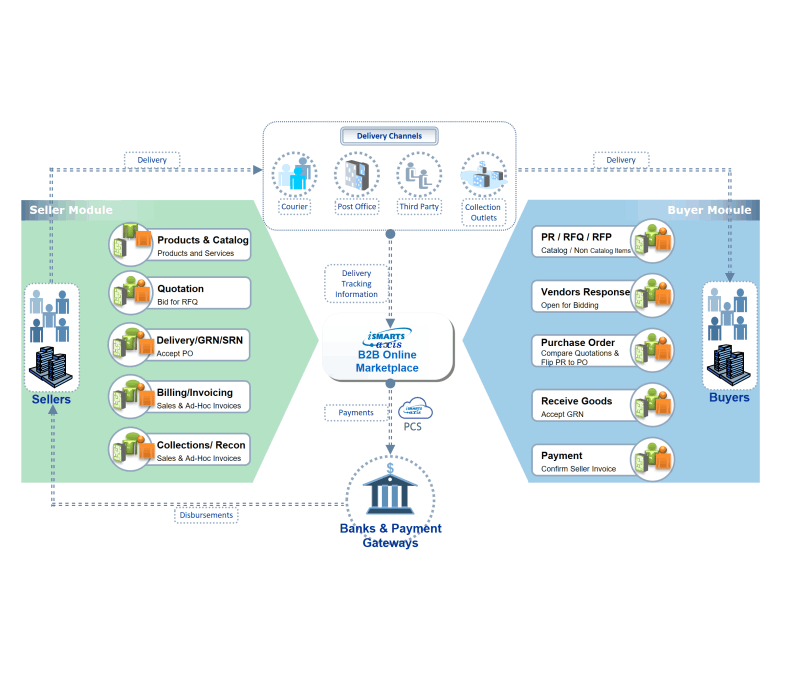 Delivery Channels
Delivery
Delivery
Courier
Post Office
Third Party
Collection
Outlets
Seller Module
Buyer Module
Products & Catalog
Products and Services
Quotation
Bid for RFQ
Delivery/GRN/SRN
Accept PO
Billing/Invoicing
Sales & Ad-Hoc Invoices
Collections/ Recon
Sales & Ad-Hoc Invoices
Sellers
Delivery
Tracking
Information
iSMARTS
axis
B2B Online
Marketplace
Payments
iSMARTS
axis
PCS
$
Banks & Payment
Gateways
Disbursements
PR / RFQ / RFP
Catalog / Non Catalog Items
Vendors Response
Open for Bidding
Purchase Order
Compare Quotations &
Flip PR to PO
Receive Goods
Accept GRN
Payment
Confirm Seller Invoice
Buyers
$